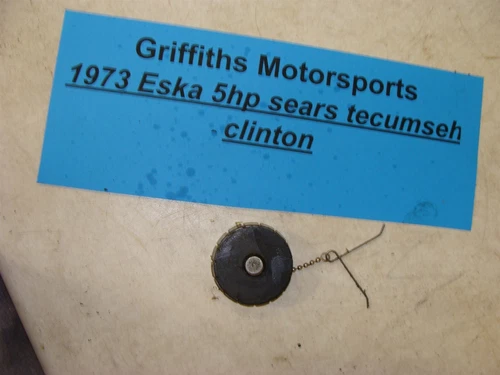 Griffiths Motorsports
1973 Eska 5hp sears tecumseh
clinton